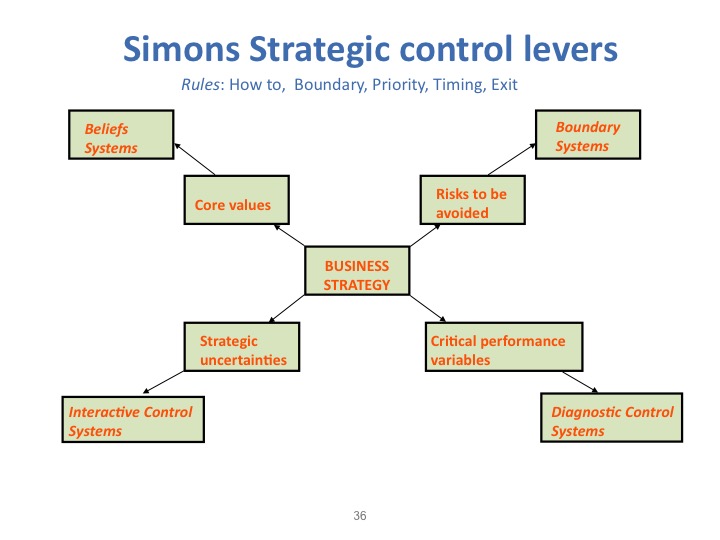 Simons Strategic control levers
Rules: How to,  Boundary, Priority, Timing, Exit
Beliefs
Systems
Boundary
Systems
Core values
Risks to be
avoided
BUSINESS
STRATEGY
Strategic
uncertainties
Critical performance
variables
Interactive Control
Systems
Diagnostic Control
Systems
36